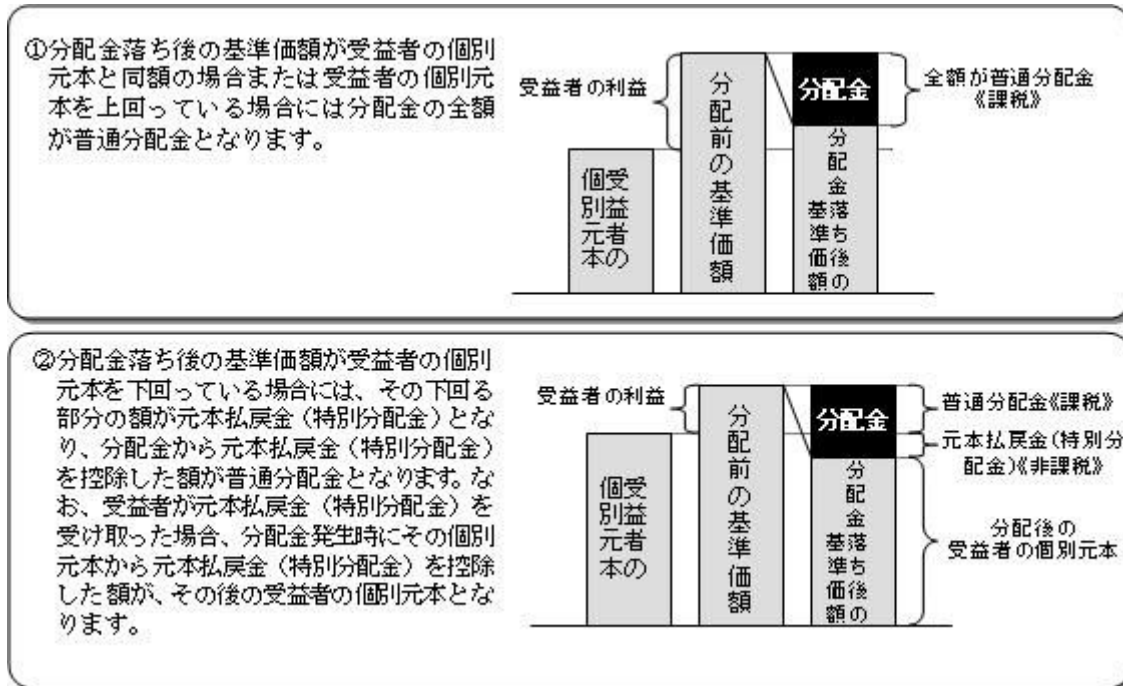 ①分配金落ち後の基準価額が受益者の個別
元本と同額の場合または受益者の個別元
本を上回っている場合には分配金の全額
が普通分配金となります。
受益者の利益
受益者の
個別元本
分配前の基準価額
分配金
分配金落ち後の
基準価額
全額が普通分配金
《課税》
②分配金落ち後の基準価額が受益者の個別
元本を下回っている場合には、その下回る
部分の額が元本払戻金（特別分配金）とな
り、分配金から元本払戻金（特別分配金）
を控除した額が普通分配金となります。な
お、受益者が元本払戻金（特別分配金）を
受け取った場合、分配金発生時にその個別
元本から元本払戻金（特別分配金）を控除
した額が、その後の受益者の個別元本とな
ります。
受益者の利益
受益者の
個別元本
分配前の基準価額
分配金
分配金落ち後の
基準価額
普通分配金《課税》
元本払戻金（特別分
配金）《非課税》
分配後の
受益者の個別元本